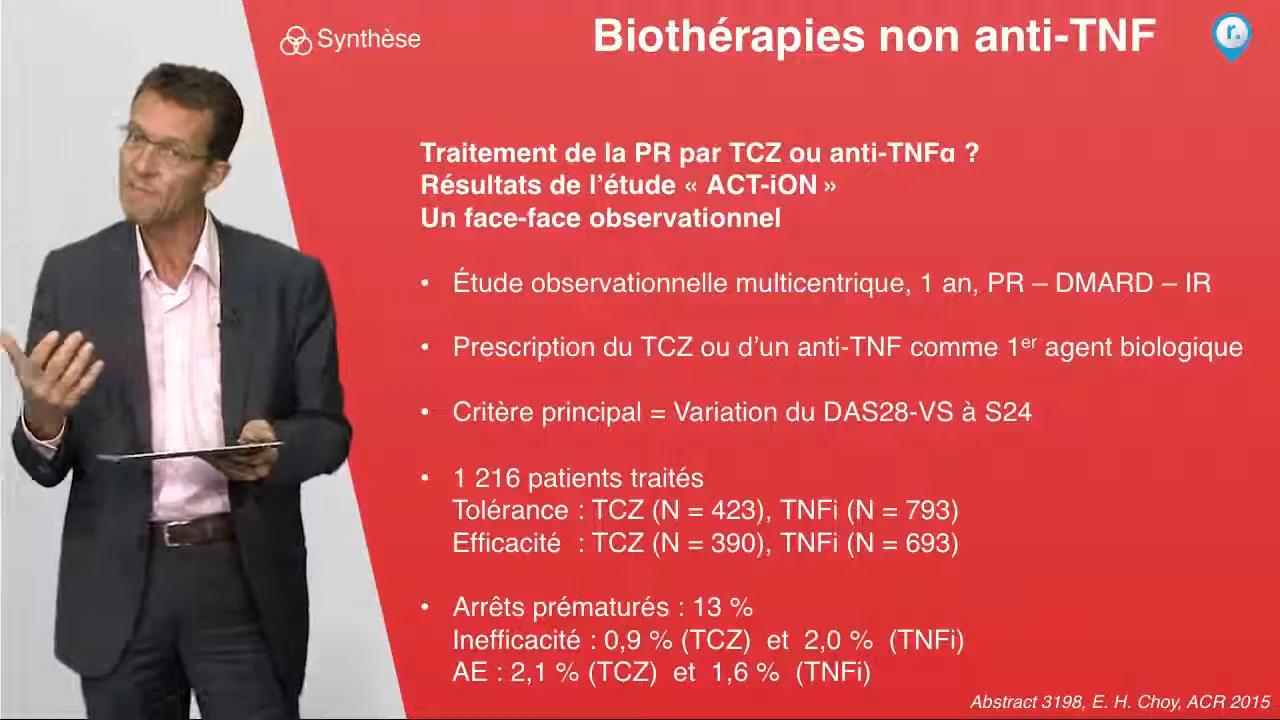 Synthèse
Biothérapies non anti-TNF
r.
Traitement de la PR par TCZ ou anti-TNFα ?
Résultats de l’étude « ACT-iON »
Un face-face observationnel
• Étude observationnelle multicentrique, 1 an, PR – DMARD – IR
• Prescription du TCZ ou d’un anti-TNF comme 1er agent biologique
• Critère principal = Variation du DAS28-VS à S24
• 1 216 patients traités
Tolérance : TCZ (N = 423), TNFi (N = 793)
Efficacité : TCZ (N = 390), TNFi (N = 693)
• Arrêts prématurés : 13 %
Inefficacité : 0,9 % (TCZ) et 2,0 % (TNFi)
AE : 2,1 % (TCZ) et 1,6 % (TNFi)
Abstract 3198, E. H. Choy, ACR 2015